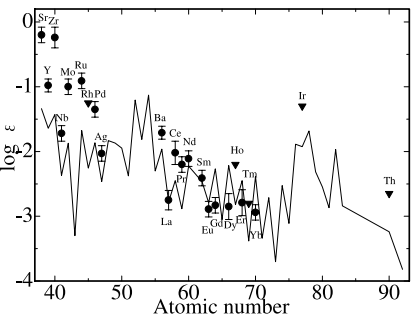 0
Sr Zr
Ru
Y
Mo
-1
Rh Pd
Ir
Nb
Ba
Ce
Nd
Ag
Ho
-2
Pr
Sm
Tm
Th
La
Eu
Gd
Dy
Er
Yb
-3
-4
log ε
40 50 60 70 80 90
Atomic number